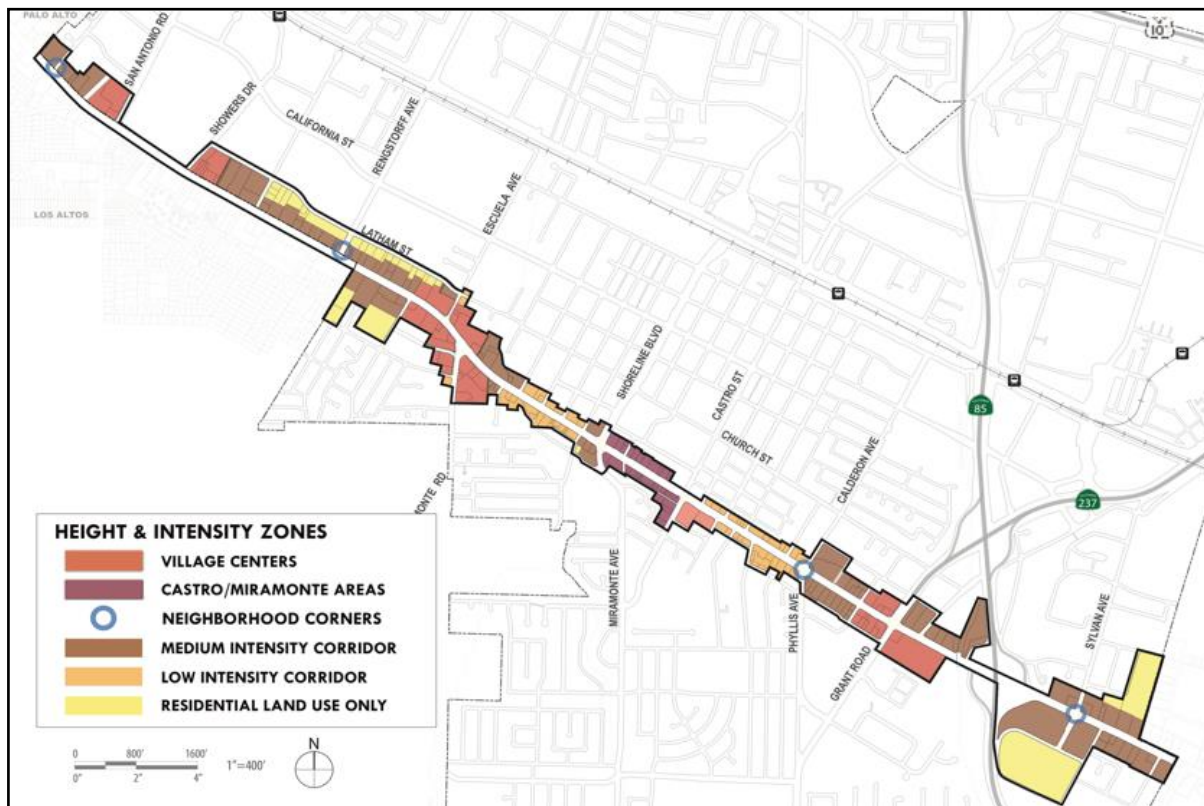 PALO ALTO
SAN ANTONIO RD
101
SHOWERS DR
CALIFORNIA ST
RENGSTORFF AVE
LOS ALTOS
ESCUELA AVE
LATHAM ST
SHORELINE BLVD
CASTRO ST
CHURCH ST
CALDERON AVE
85
237
MONTE RD
MIRAMONTE AVE
PHYLLIS AVE
GRANT ROAD
SYLVAN AVE
HEIGHT & INTENSITY ZONES
VILLAGE CENTERS
CASTRO/MIRAMONTE AREAS
NEIGHBORHOOD CORNERS
MEDIUM INTENSITY CORRIDOR
LOW INTENSITY CORRIDOR
RESIDENTIAL LAND USE ONLY
0 800' 1600'
0" 2" 4"
1"=400'
N